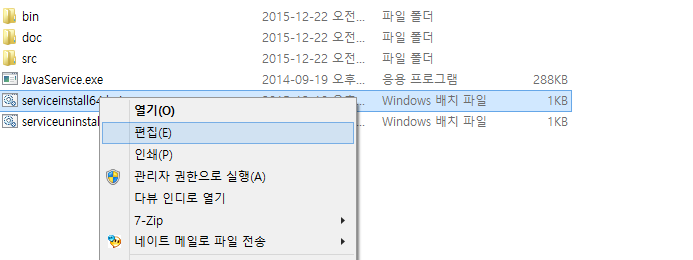 bin 2015-12-22 오전... 파일 폴더
doc 2015-12-22 오전... 파일 폴더
src 2015-12-22 오전... 파일 폴더
JavaService.exe 2014-09-19 오후... 응용 프로그램 288KB
serviceinstall64 Windows 배치 파일 1KB
serviceuninstal Windows 배치 파일 1KB
열기(O)
편집(E)
인쇄(P)
관리자 권한으로 실행(A)
다뷰 인디로 열기
7-Zip
네이트 메일로 파일 전송